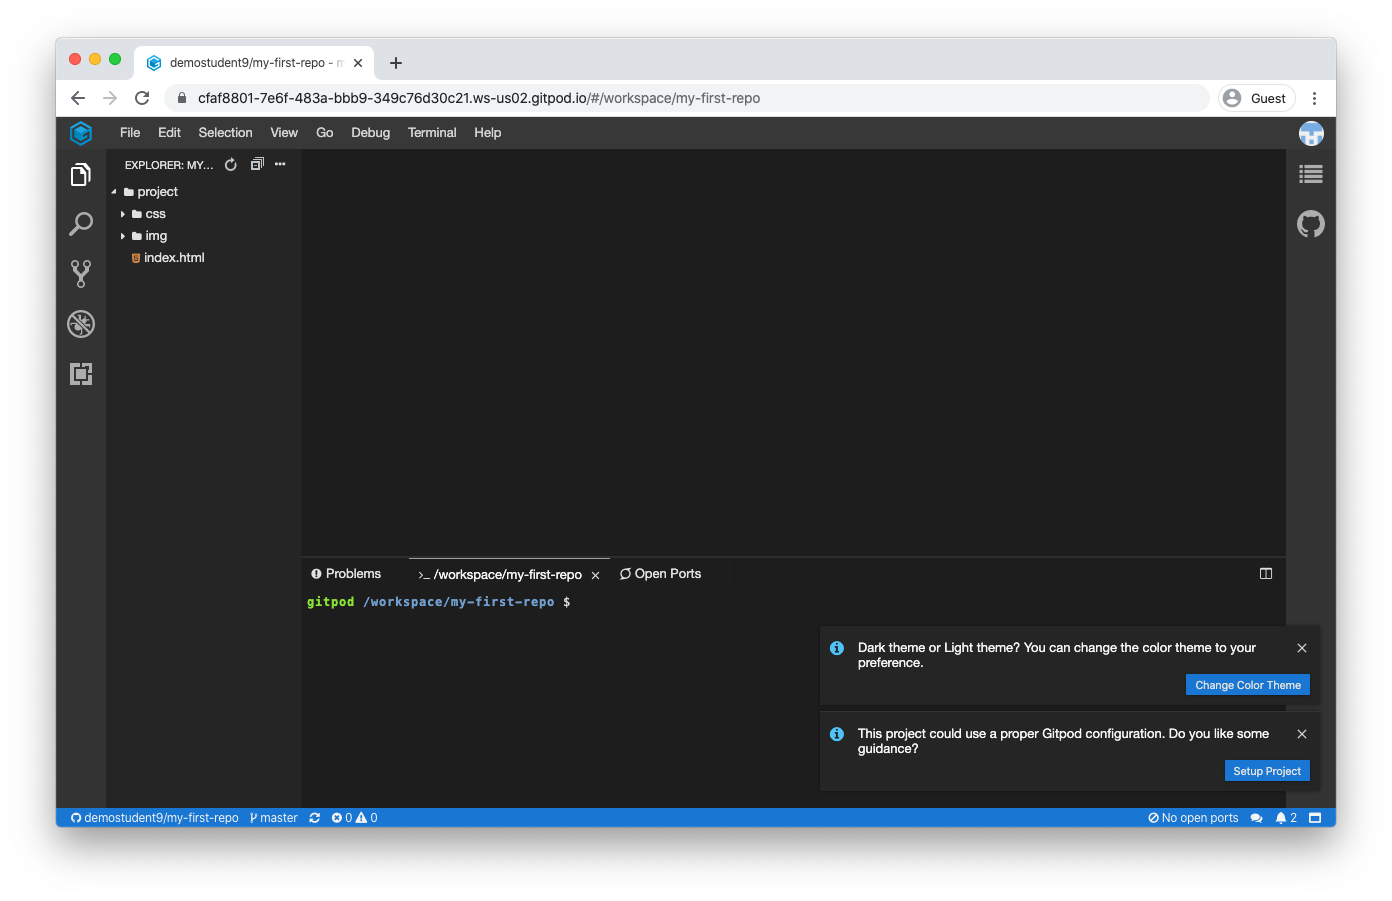 demostudent9/my-first-repo - m
cfaf8801-7e6f-483a-bbb9-349c76d30c21.ws-us02.gitpod.io/#/workspace/my-first-repo
Guest
File Edit Selection View Go Debug Terminal Help
EXPLORER: MY...
project
css
img
index.html
Problems
>_ /workspace/my-first-repo
Open Ports
gitpod /workspace/my-first-repo $
Dark theme or Light theme? You can change the color theme to your
preference.
Change Color Theme
This project could use a proper Gitpod configuration. Do you like some
guidance?
Setup Project
demostudent9/my-first-repo master 0 0
No open ports 2